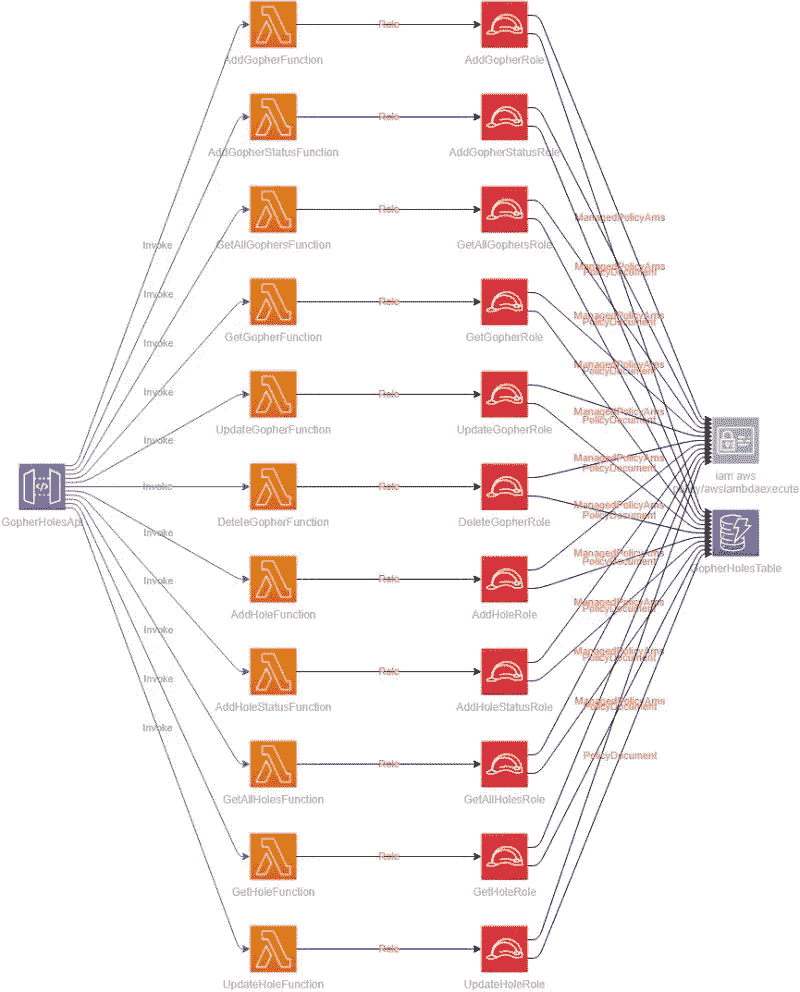 AddGopherFunction
Role
AddGopherRole
AddGopherStatusFunction
Role
AddGopherStatusRole
GetAllGophersFunction
Role
GetAllGophersRole
ManagedPolicyArns
Invoke
ManagedPolicyArns
PolicyDocument
Invoke
GetGopherFunction
Role
GetGopherRole
ManagedPolicyArns
PolicyDocument
Invoke
ManagedPolicyArns
PolicyDocument
Invoke
UpdateGopherFunction
Role
UpdateGopherRole
ManagedPolicyArns
PolicyDocument
Invoke
ManagedPolicyArns
PolicyDocument
iam aws
policy/awslambdaexecute
GopherHolesApi
Invoke
DeleteGopherFunction
Role
DeleteGopherRole
ManagedPolicyArns
PolicyDocument
Invoke
ManagedPolicyArns
PolicyDocument
GopherHolesTable
Invoke
AddHoleFunction
Role
AddHoleRole
ManagedPolicyArns
PolicyDocument
Invoke
ManagedPolicyArns
PolicyDocument
Invoke
AddHoleStatusFunction
Role
AddHoleStatusRole
ManagedPolicyArns
PolicyDocument
Invoke
PolicyDocument
GetAllHolesFunction
Role
GetAllHolesRole
GetHoleFunction
Role
GetHoleRole
UpdateHoleFunction
Role
UpdateHoleRole